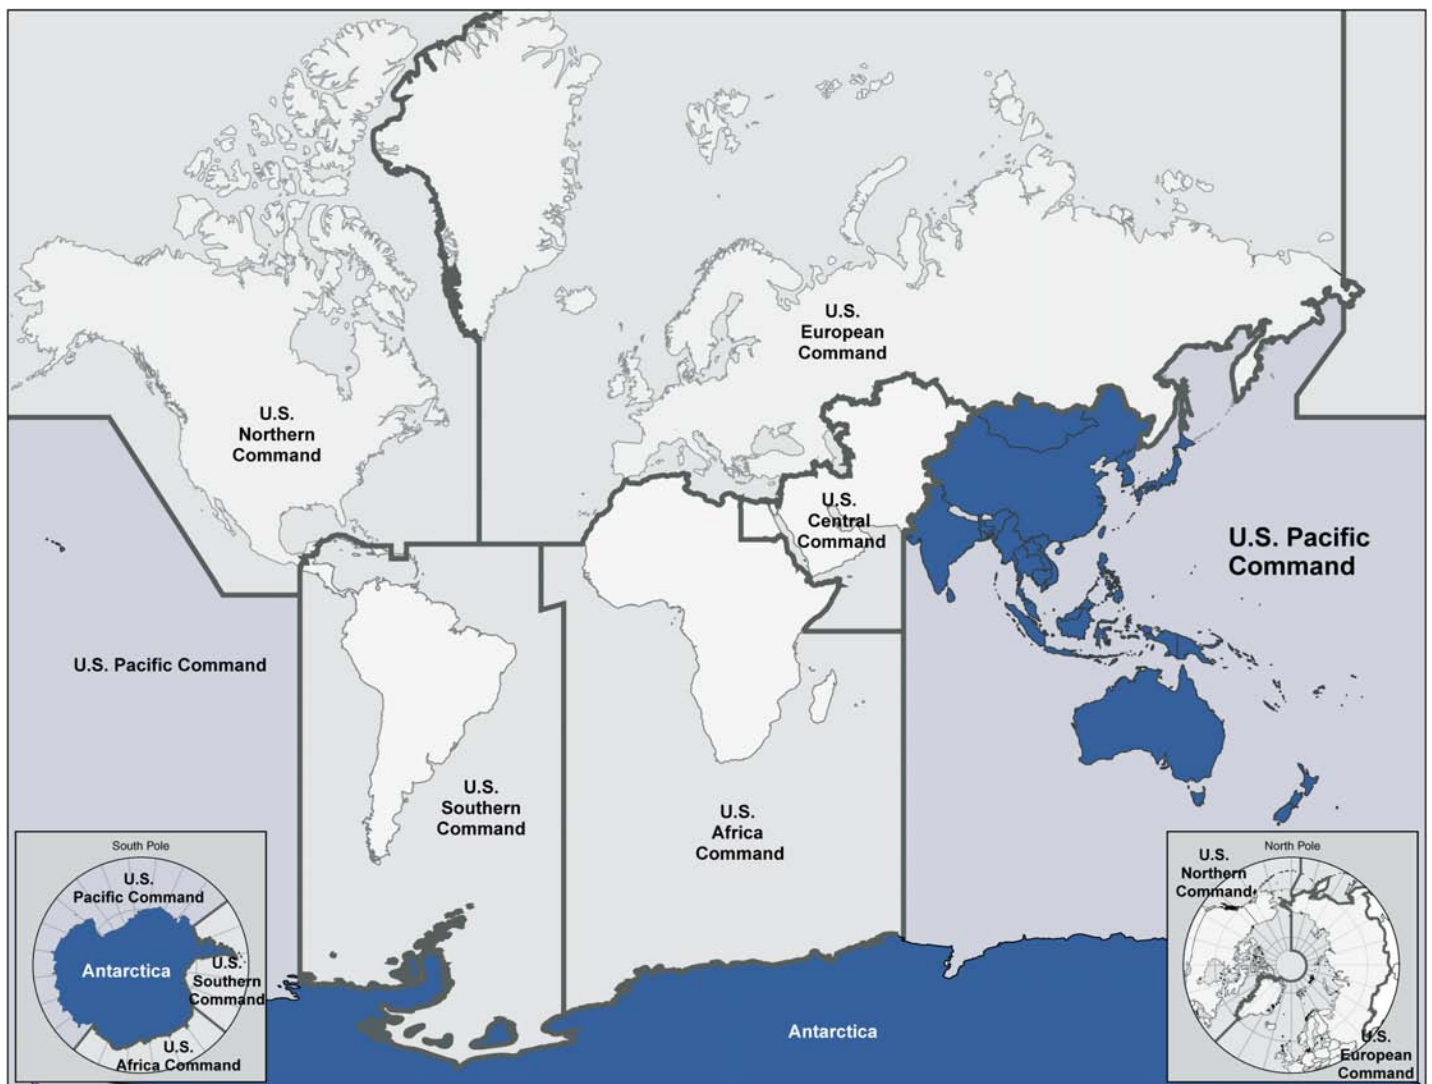 U.S.
European
Command
U.S.
Northern
Command
U.S.
Central
Command
U.S. Pacific
Command
U.S. Pacific Command
U.S.
Southern
Command
U.S.
Africa
Command
South Pole
U.S.
Pacific Command
Antarctica
U.S.
Southern
Command
U.S.
Africa Command
Antarctica
North Pole
U.S.
Northern
Command
U.S.
European
Command